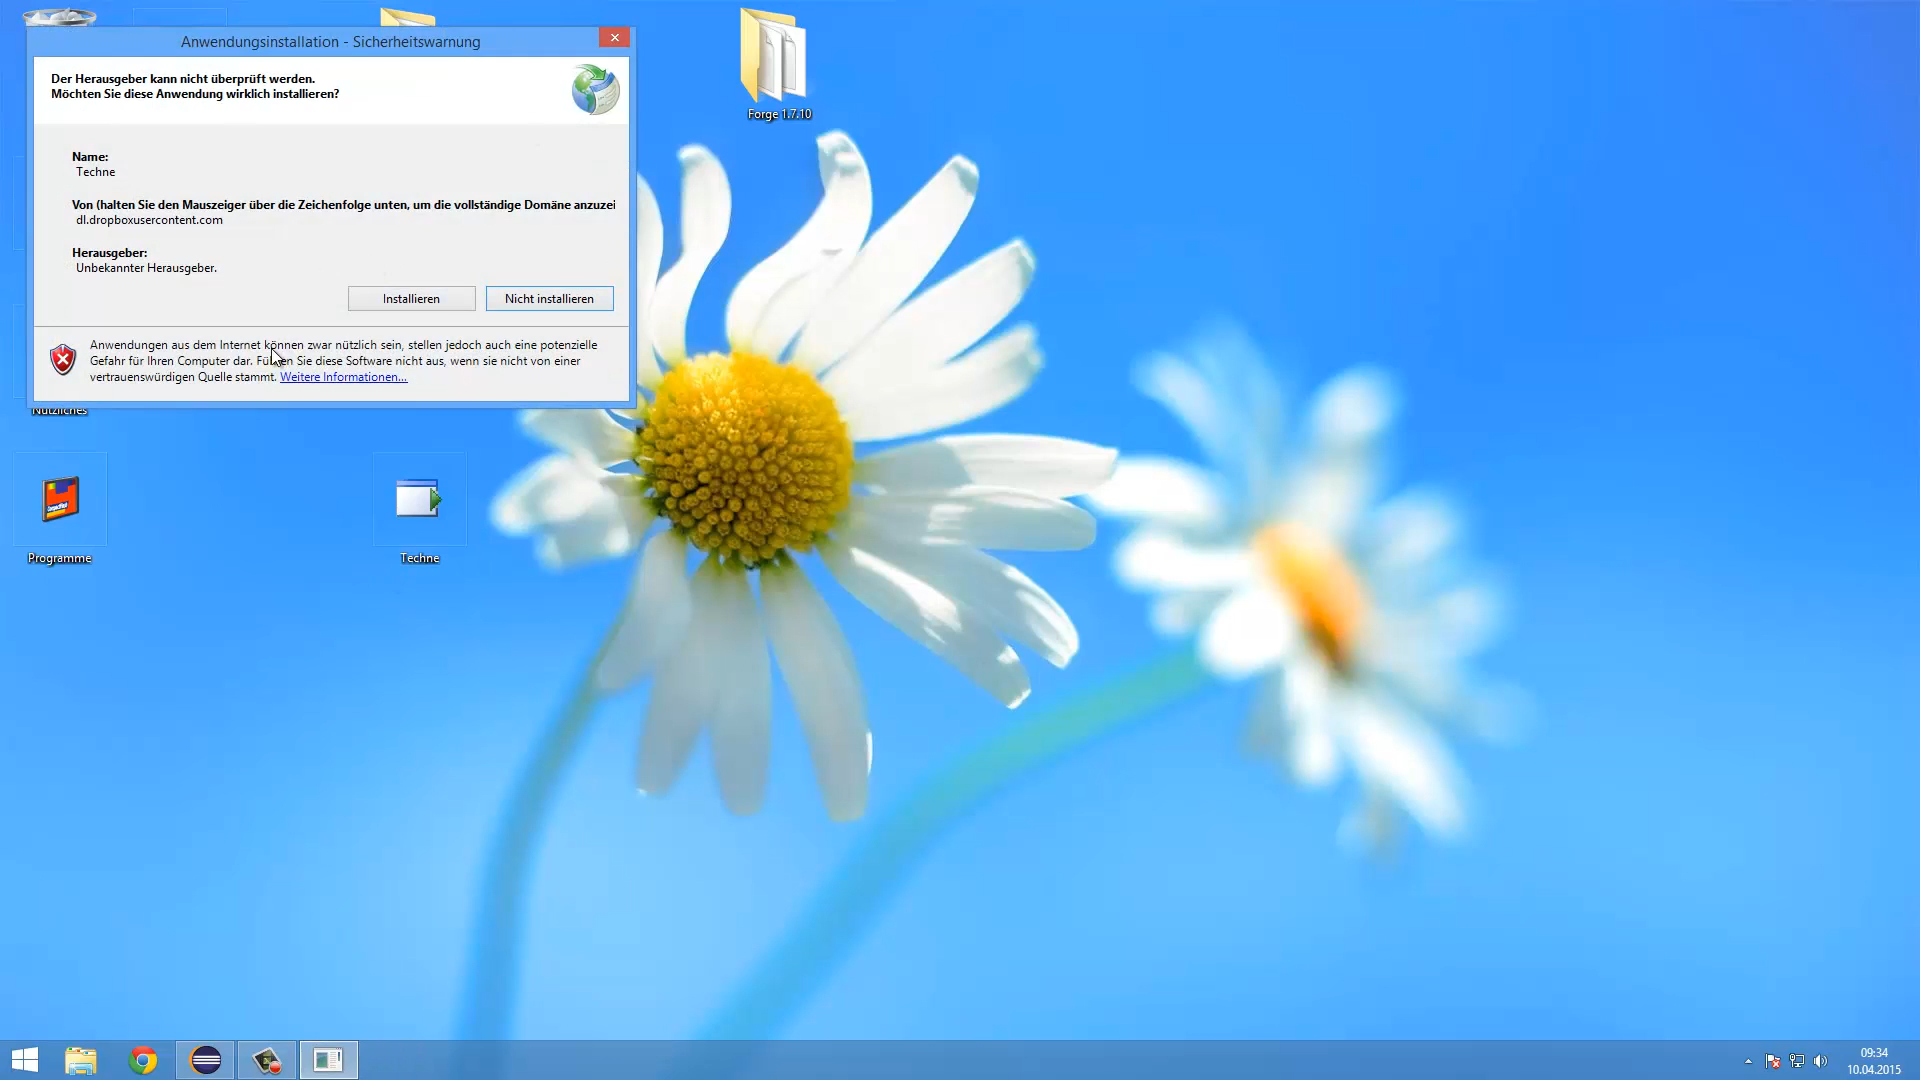 Anwendungsinstallation - Sicherheitswarnung
Der Herausgeber kann nicht überprüft werden.
Möchten Sie diese Anwendung wirklich installieren?
Name:
Techne
Von (halten Sie den Mauszeiger über die Zeichenfolge unten, um die vollständige Domäne anzuzei
dl.dropboxusercontent.com
Herausgeber:
Unbekannter Herausgeber.
Installieren
Nicht installieren
Anwendungen aus dem Internet können zwar nützlich sein, stellen jedoch auch eine potenzielle
Gefahr für Ihren Computer dar. Führen Sie diese Software nicht aus, wenn sie nicht von einer
vertrauenswürdigen Quelle stammt. Weitere Informationen...
Forge 1.7.10
Nützliches
Programme
Techne
09:34
10.04.2015